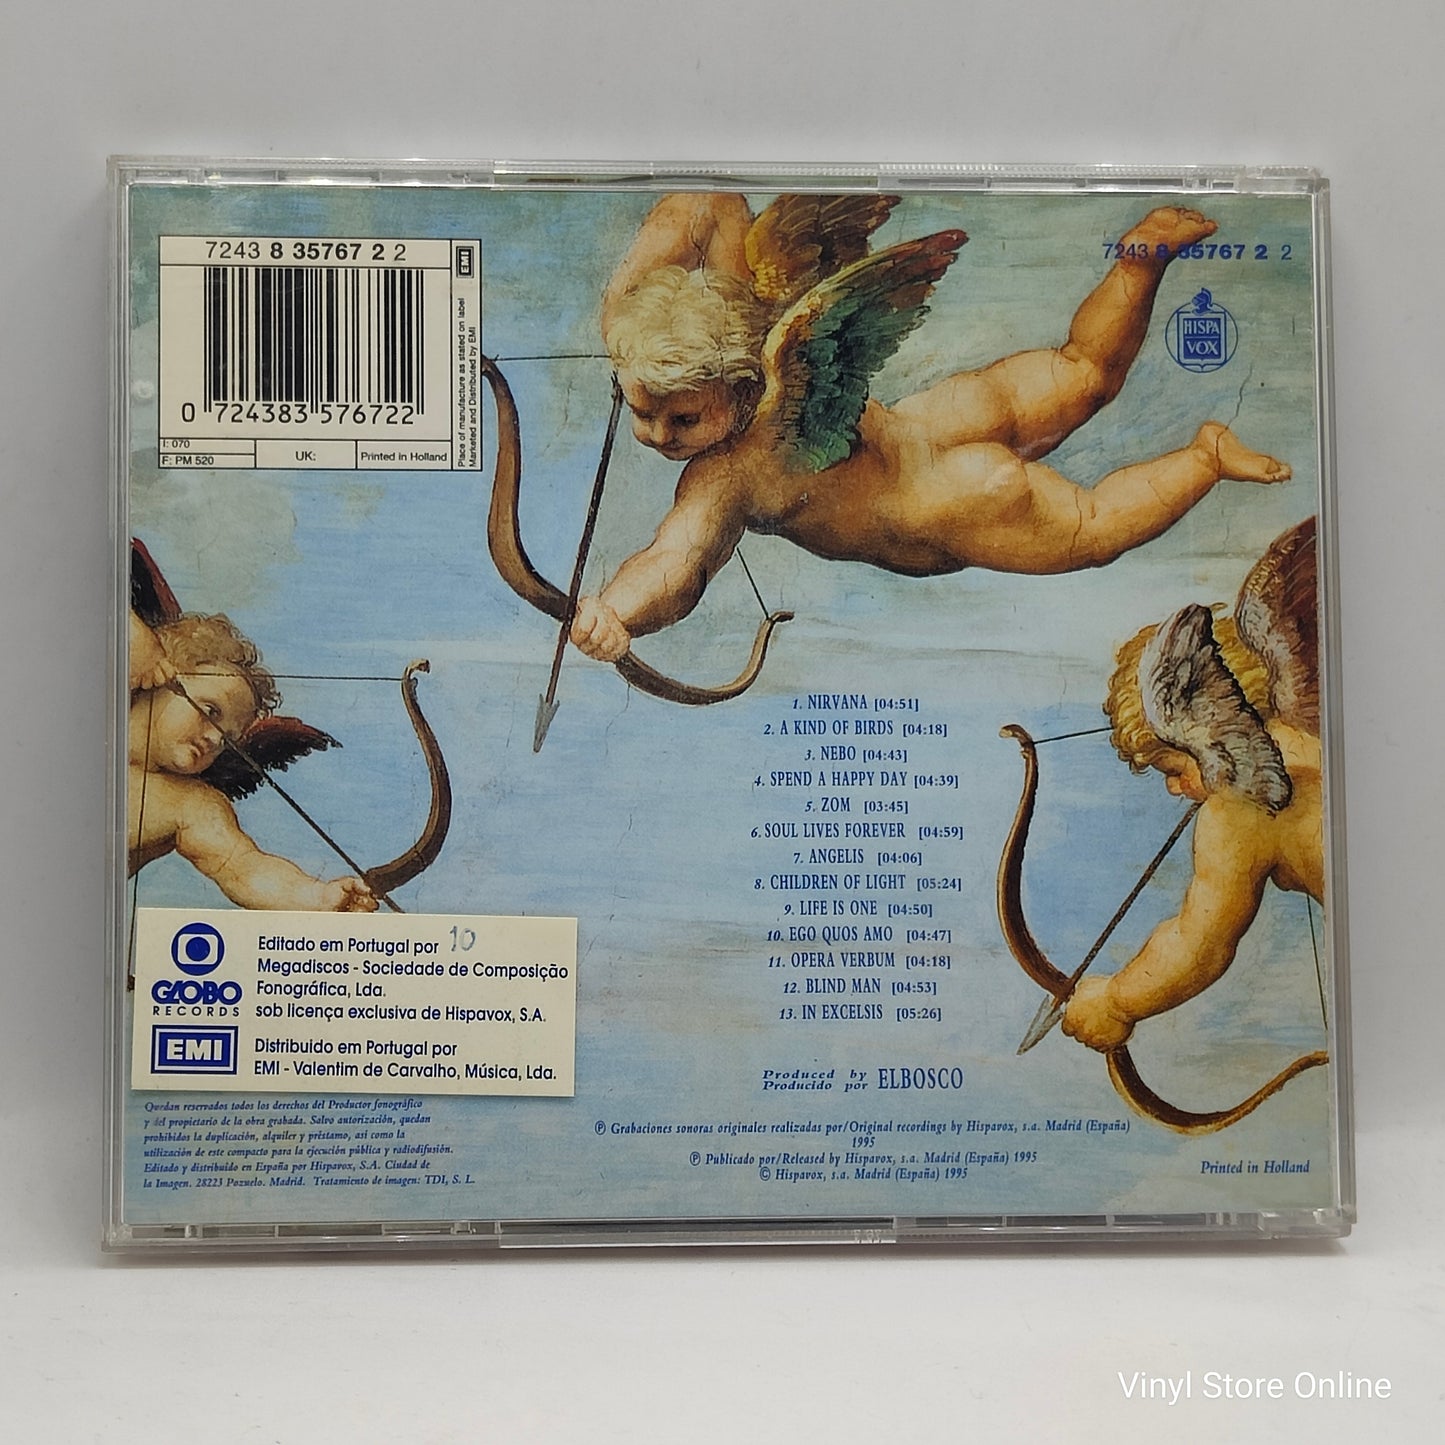 7243 8 35767 2 2
EMI
0 724383 576722
I: 070
F: PM 520
UK:
Printed in Holland
Place of manufacture as stated on label
Marketed and Distributed by EMI
7243 8 35767 2 2
HISPA
VOX
1. NIRVANA [04:51]
2. A KIND OF BIRDS [04:18]
3. NEBO [04:43]
4. SPEND A HAPPY DAY [04:39]
5. ZOM [03:45]
6. SOUL LIVES FOREVER [04:59]
7. ANGELIS [04:06]
8. CHILDREN OF LIGHT [05:24]
9. LIFE IS ONE [04:50]
10. EGO QUOS AMO [04:47]
11. OPERA VERBUM [04:18]
12. BLIND MAN [04:53]
13. IN EXCELSIS [05:26]
Produced by
Producido por ELBOSCO
GLOBO
RECORDS
EMI
Editado em Portugal por 10
Megadiscos - Sociedade de Composição
Fonográfica, Lda.
sob licença exclusiva de Hispavox, S.A.
Distribuido em Portugal por
EMI - Valentim de Carvalho, Música, Lda.
Quedan reservados todos los derechos del Productor fonográfico
y del propietario de la obra grabada. Salvo autorización, quedan
prohibidos la duplicación, alquiler y préstamo, así como la
utilización de este compacto para la ejecución pública y radiodifusión.
Editado y distribuido en España por Hispavox, S.A. Ciudad de
la Imagen. 28223 Pozuelo. Madrid. Tratamiento de imagen: TDI, S. L.
℗ Grabaciones sonoras originales realizadas por/Original recordings by Hispavox, s.a. Madrid (España)
1995
℗ Publicado por/Released by Hispavox, s.a. Madrid (España) 1995
© Hispavox, s.a. Madrid (España) 1995
Printed in Holland
Vinyl Store Online